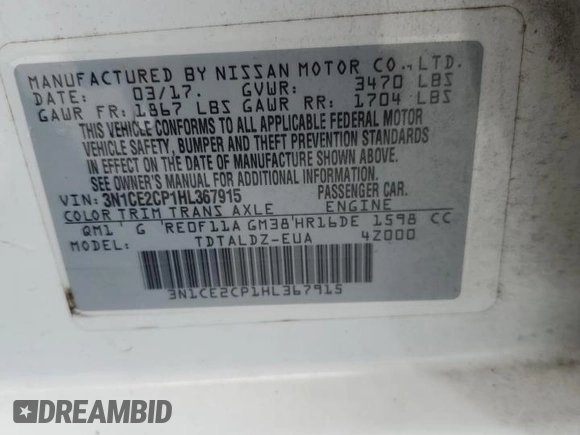 MANUFACTURED BY NISSAN MOTOR CO., LTD.
DATE: 03/17. GVWR: 3470 LBS
GAWR FR: 1867 LBS GAWR RR: 1704 LBS
THIS VEHICLE CONFORMS TO ALL APPLICABLE FEDERAL MOTOR
VEHICLE SAFETY, BUMPER AND THEFT PREVENTION STANDARDS
IN EFFECT ON THE DATE OF MANUFACTURE SHOWN ABOVE.
SEE OWNER'S MANUAL FOR ADDITIONAL INFORMATION.
VIN: 3N1CE2CP1HL367915 PASSENGER CAR.
COLOR TRIM TRANS AXLE ENGINE
QM1 G RE0F11A GM38 HR16DE 1598 CC
MODEL: TDTALDZ-EUA 4Z000
3N1CE2CP1HL367915
DREAMBID